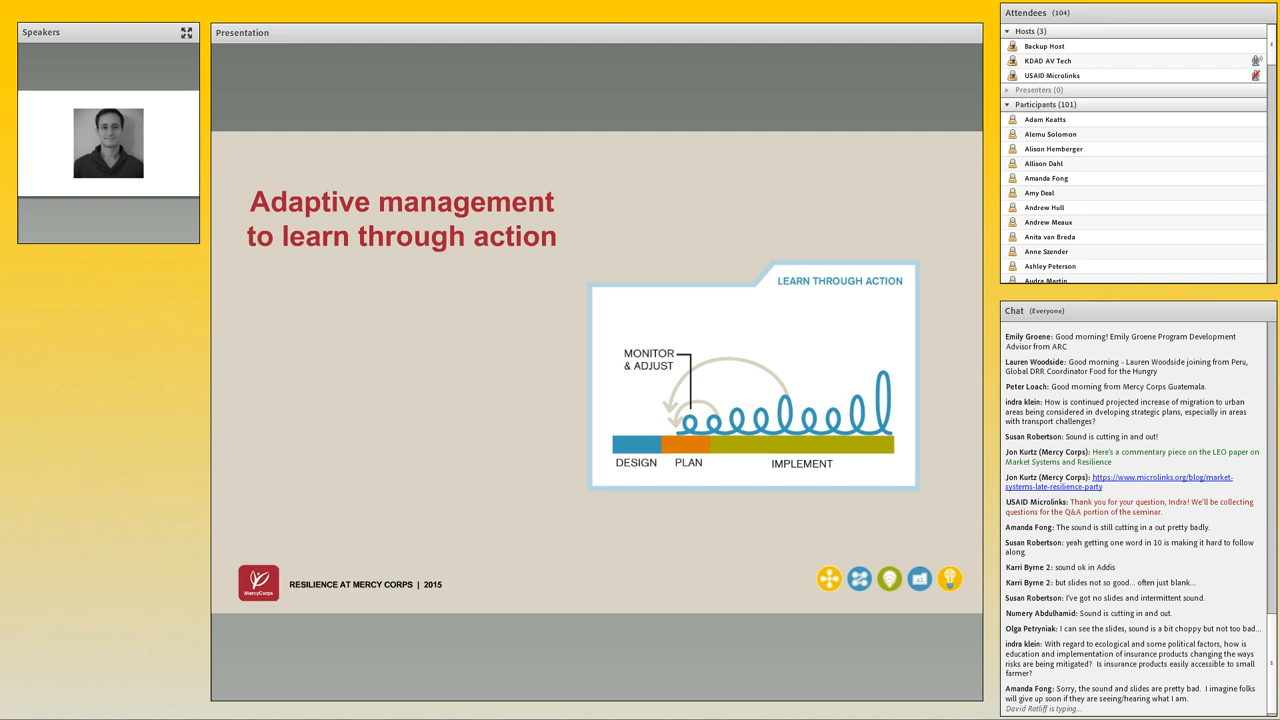 Speakers
Presentation
Adaptive management
to learn through action
LEARN THROUGH ACTION
MONITOR
& ADJUST
DESIGN
PLAN
IMPLEMENT
MercyCorps
RESILIENCE AT MERCY CORPS | 2015
Attendees (104)
Hosts (3)
Backup Host
KDAD AV Tech
USAID Microlinks
Presenters (0)
Participants (101)
Adam Keatts
Alemu Solomon
Alison Hemberger
Allison Dahl
Amanda Fong
Amy Deal
Andrew Hull
Andrew Meaux
Anita van Breda
Anne Szender
Ashley Peterson
Audra Martin
Chat (Everyone)
Emily Groene: Good morning! Emily Groene Program Development
Advisor from ARC
Lauren Woodside: Good morning - Lauren Woodside joining from Peru,
Global DRR Coordinator Food for the Hungry
Peter Loach: Good morning from Mercy Corps Guatemala.
indra klein: How is continued projected increase of migration to urban
areas being considered in dveloping strategic plans, especially in areas
with transport challenges?
Susan Robertson: Sound is cutting in and out!
Jon Kurtz (Mercy Corps): Here's a commentary piece on the LEO paper on
Market Systems and Resilience
Jon Kurtz (Mercy Corps): https://www.microlinks.org/blog/market-
systems-late-resilience-party
USAID Microlinks: Thank you for your question, Indra! We'll be collecting
questions for the Q&A portion of the seminar.
Amanda Fong: The sound is still cutting in a out pretty badly.
Susan Robertson: yeah getting one word in 10 is making it hard to follow
along.
Karri Byrne 2: sound ok in Addis
Karri Byrne 2: but slides not so good... often just blank...
Susan Robertson: I've got no slides and intermittent sound.
Numery Abdulhamid: Sound is cutting in and out.
Olga Petryniak: I can see the slides, sound is a bit choppy but not too bad...
indra klein: With regard to ecological and some political factors, how is
education and implementation of insurance products changing the ways
risks are being mitigated? Is insurance products easily accessible to small
farmer?
Amanda Fong: Sorry, the sound and slides are pretty bad. I imagine folks
will give up soon if they are seeing/hearing what I am.
David Ratliff is typing...